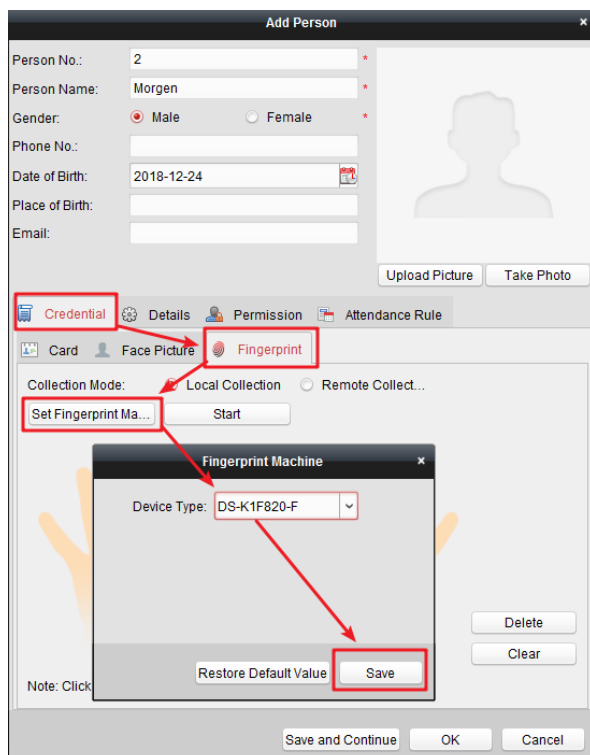 Add Person ×
Person No.: 2 *
Person Name: Morgen *
Gender: Male Female *
Phone No.:
Date of Birth: 2018-12-24
Place of Birth:
Email:
Upload Picture Take Photo
Credential Details Permission Attendance Rule
Card Face Picture Fingerprint
Collection Mode: Local Collection Remote Collect...
Set Fingerprint Ma... Start
Fingerprint Machine ×
Device Type: DS-K1F820-F
Delete
Clear
Restore Default Value Save
Note: Click
Save and Continue OK Cancel